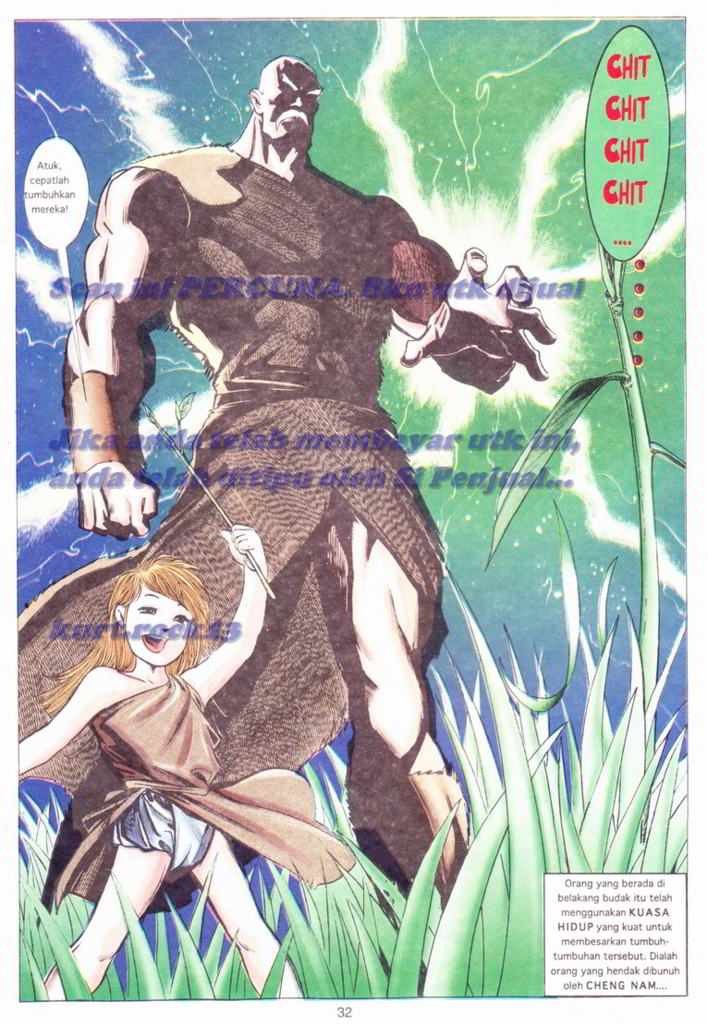 CHIT
CHIT
CHIT
CHIT
....
Atuk,
cepatlah
tumbuhkan
mereka!
Scan ini PERCUMA. Bkn utk dijual
Jika anda telah membayar utk ini,
anda telah ditipu oleh Si Penjual...
kurt.rock13
Orang yang berada di
belakang budak itu telah
menggunakan KUASA
HIDUP yang kuat untuk
membesarkan tumbuh-
tumbuhan tersebut. Dialah
orang yang hendak dibunuh
oleh CHENG NAM....
32